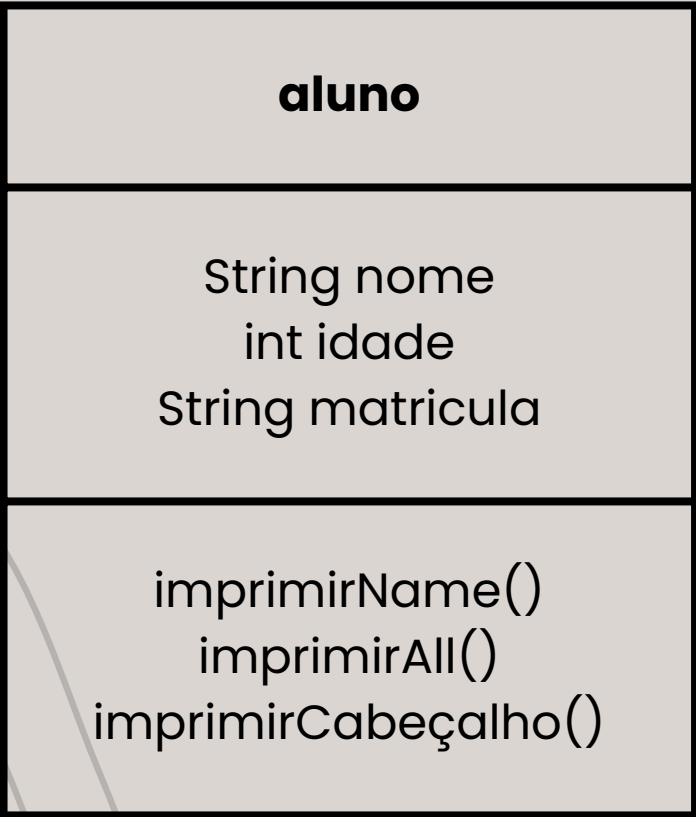 aluno
String nome
int idade
String matricula
imprimirName()
imprimirAll()
imprimirCabeçalho()